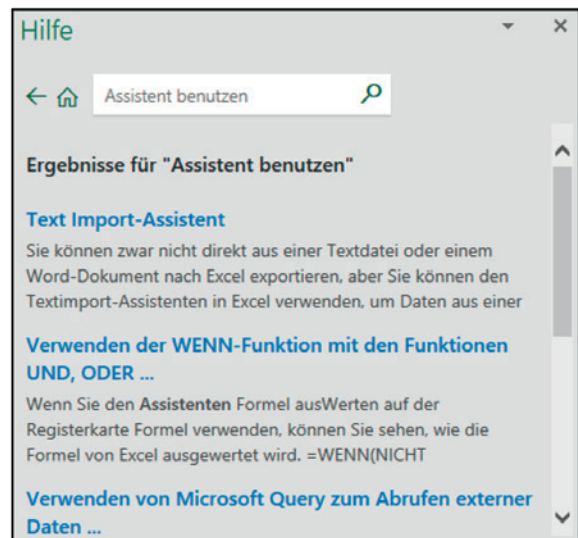 Hilfe
Assistent benutzen
Ergebnisse für "Assistent benutzen"
Text Import-Assistent
Sie können zwar nicht direkt aus einer Textdatei oder einem
Word-Dokument nach Excel exportieren, aber Sie können den
Textimport-Assistenten in Excel verwenden, um Daten aus einer
Verwenden der WENN-Funktion mit den Funktionen
UND, ODER ...
Wenn Sie den Assistenten Formel ausWerten auf der
Registerkarte Formel verwenden, können Sie sehen, wie die
Formel von Excel ausgewertet wird. =WENN(NICHT
Verwenden von Microsoft Query zum Abrufen externer
Daten ...